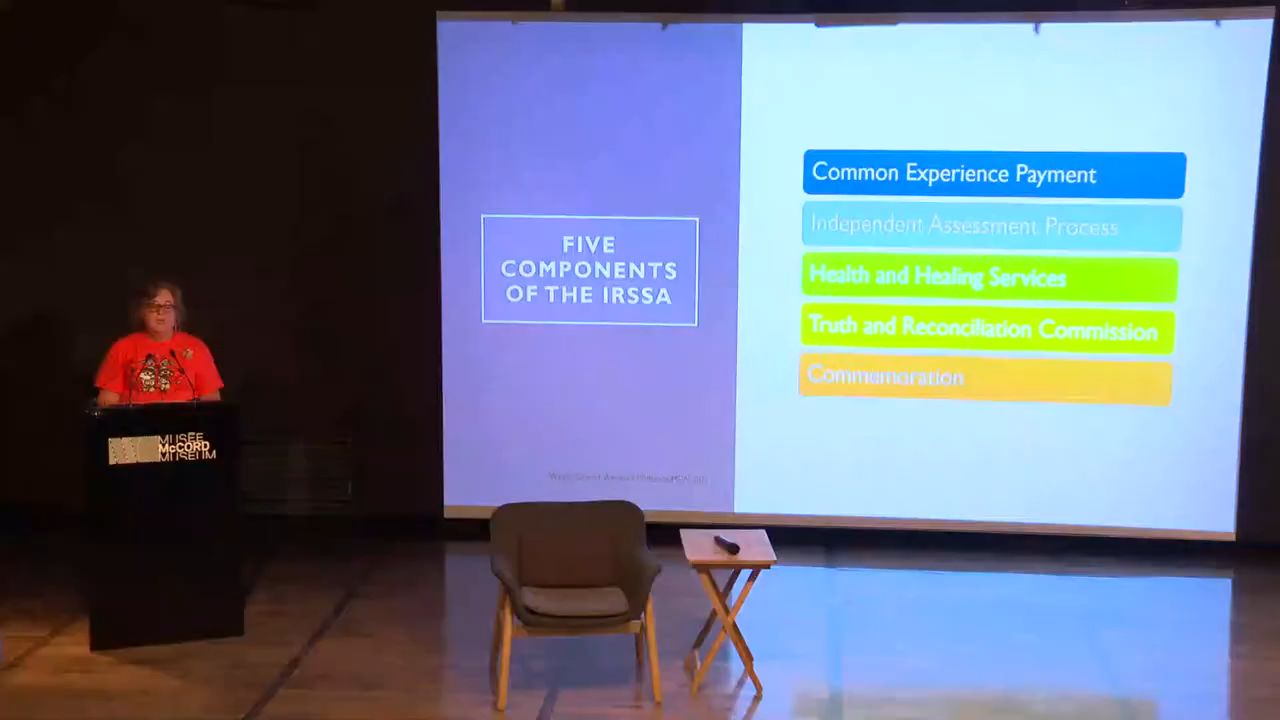 FIVE
COMPONENTS
OF THE IRSSA
Common Experience Payment
Independent Assessment Process
Health and Healing Services
Truth and Reconciliation Commission
Commemoration
MUSÉE
McCORD
MUSEUM